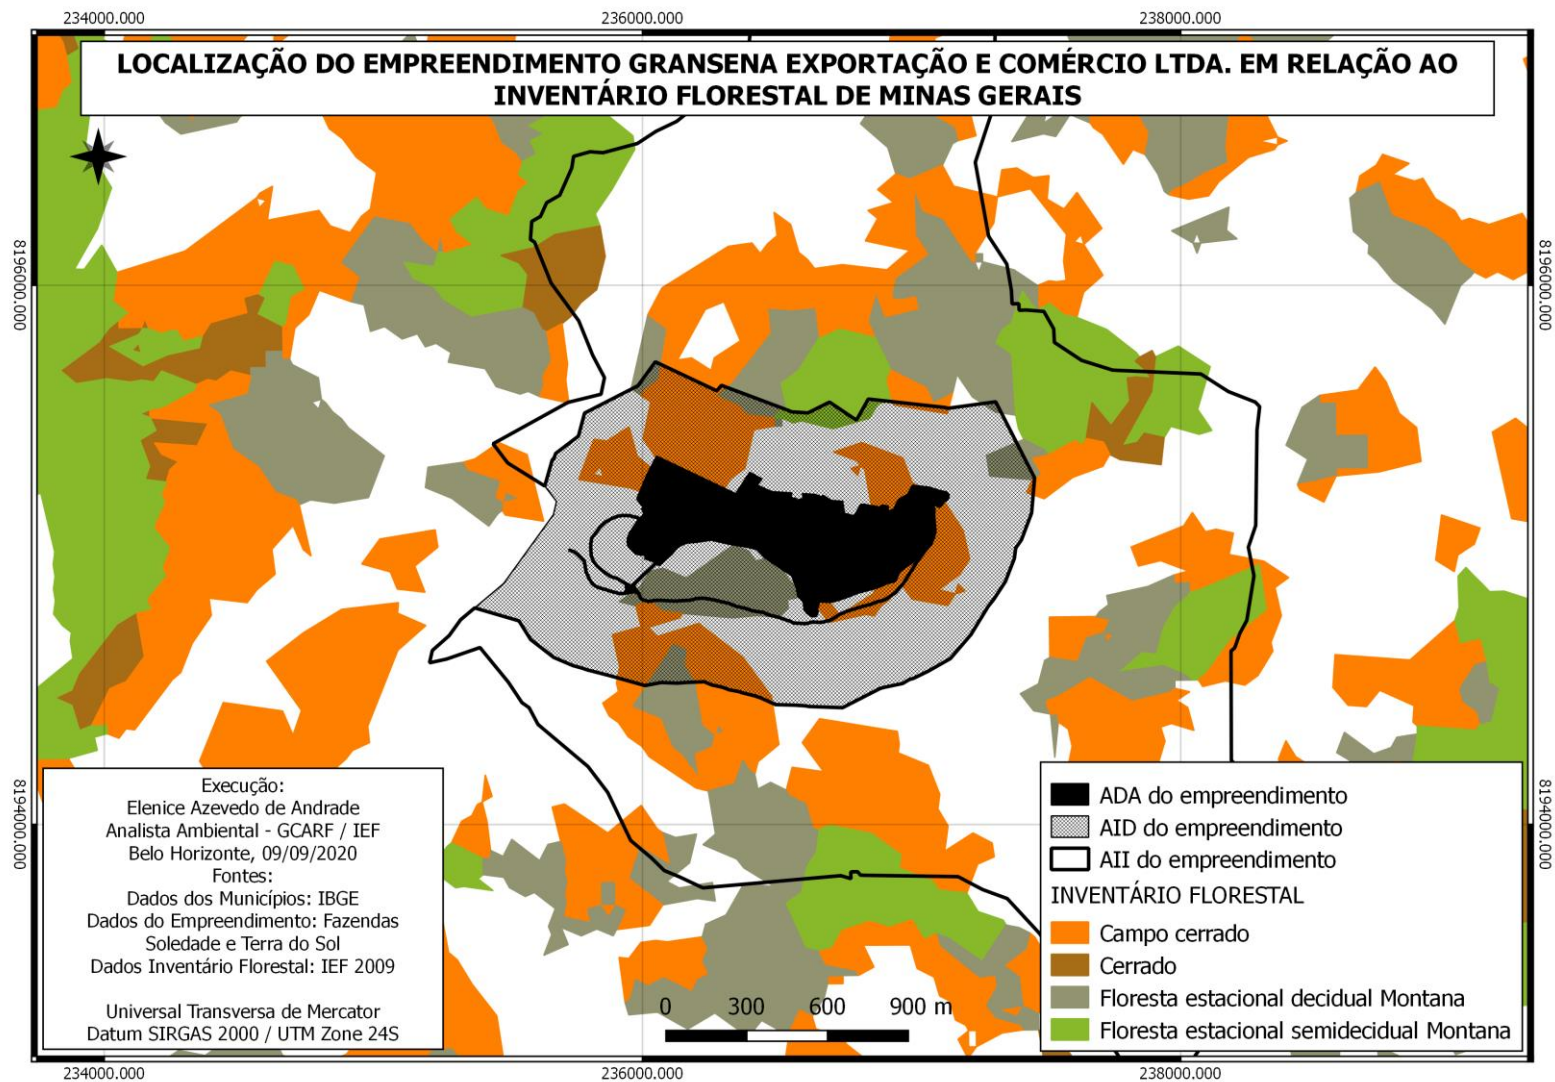 234000.000
236000.000
238000.000
LOCALIZAÇÃO DO EMPREENDIMENTO GRANSENA EXPORTAÇÃO E COMÉRCIO LTDA. EM RELAÇÃO AO
INVENTÁRIO FLORESTAL DE MINAS GERAIS
8196000.000
8196000.000
8194000.000
8194000.000
Execução:
Elenice Azevedo de Andrade
Analista Ambiental - GCARF / IEF
Belo Horizonte, 09/09/2020
Fontes:
Dados dos Municípios: IBGE
Dados do Empreendimento: Fazendas
Soledade e Terra do Sol
Dados Inventário Florestal: IEF 2009
Universal Transversa de Mercator
Datum SIRGAS 2000 / UTM Zone 24S
0 300 600 900 m
ADA do empreendimento
AID do empreendimento
AII do empreendimento
INVENTÁRIO FLORESTAL
Campo cerrado
Cerrado
Floresta estacional decidual Montana
Floresta estacional semidecidual Montana
234000.000
236000.000
238000.000